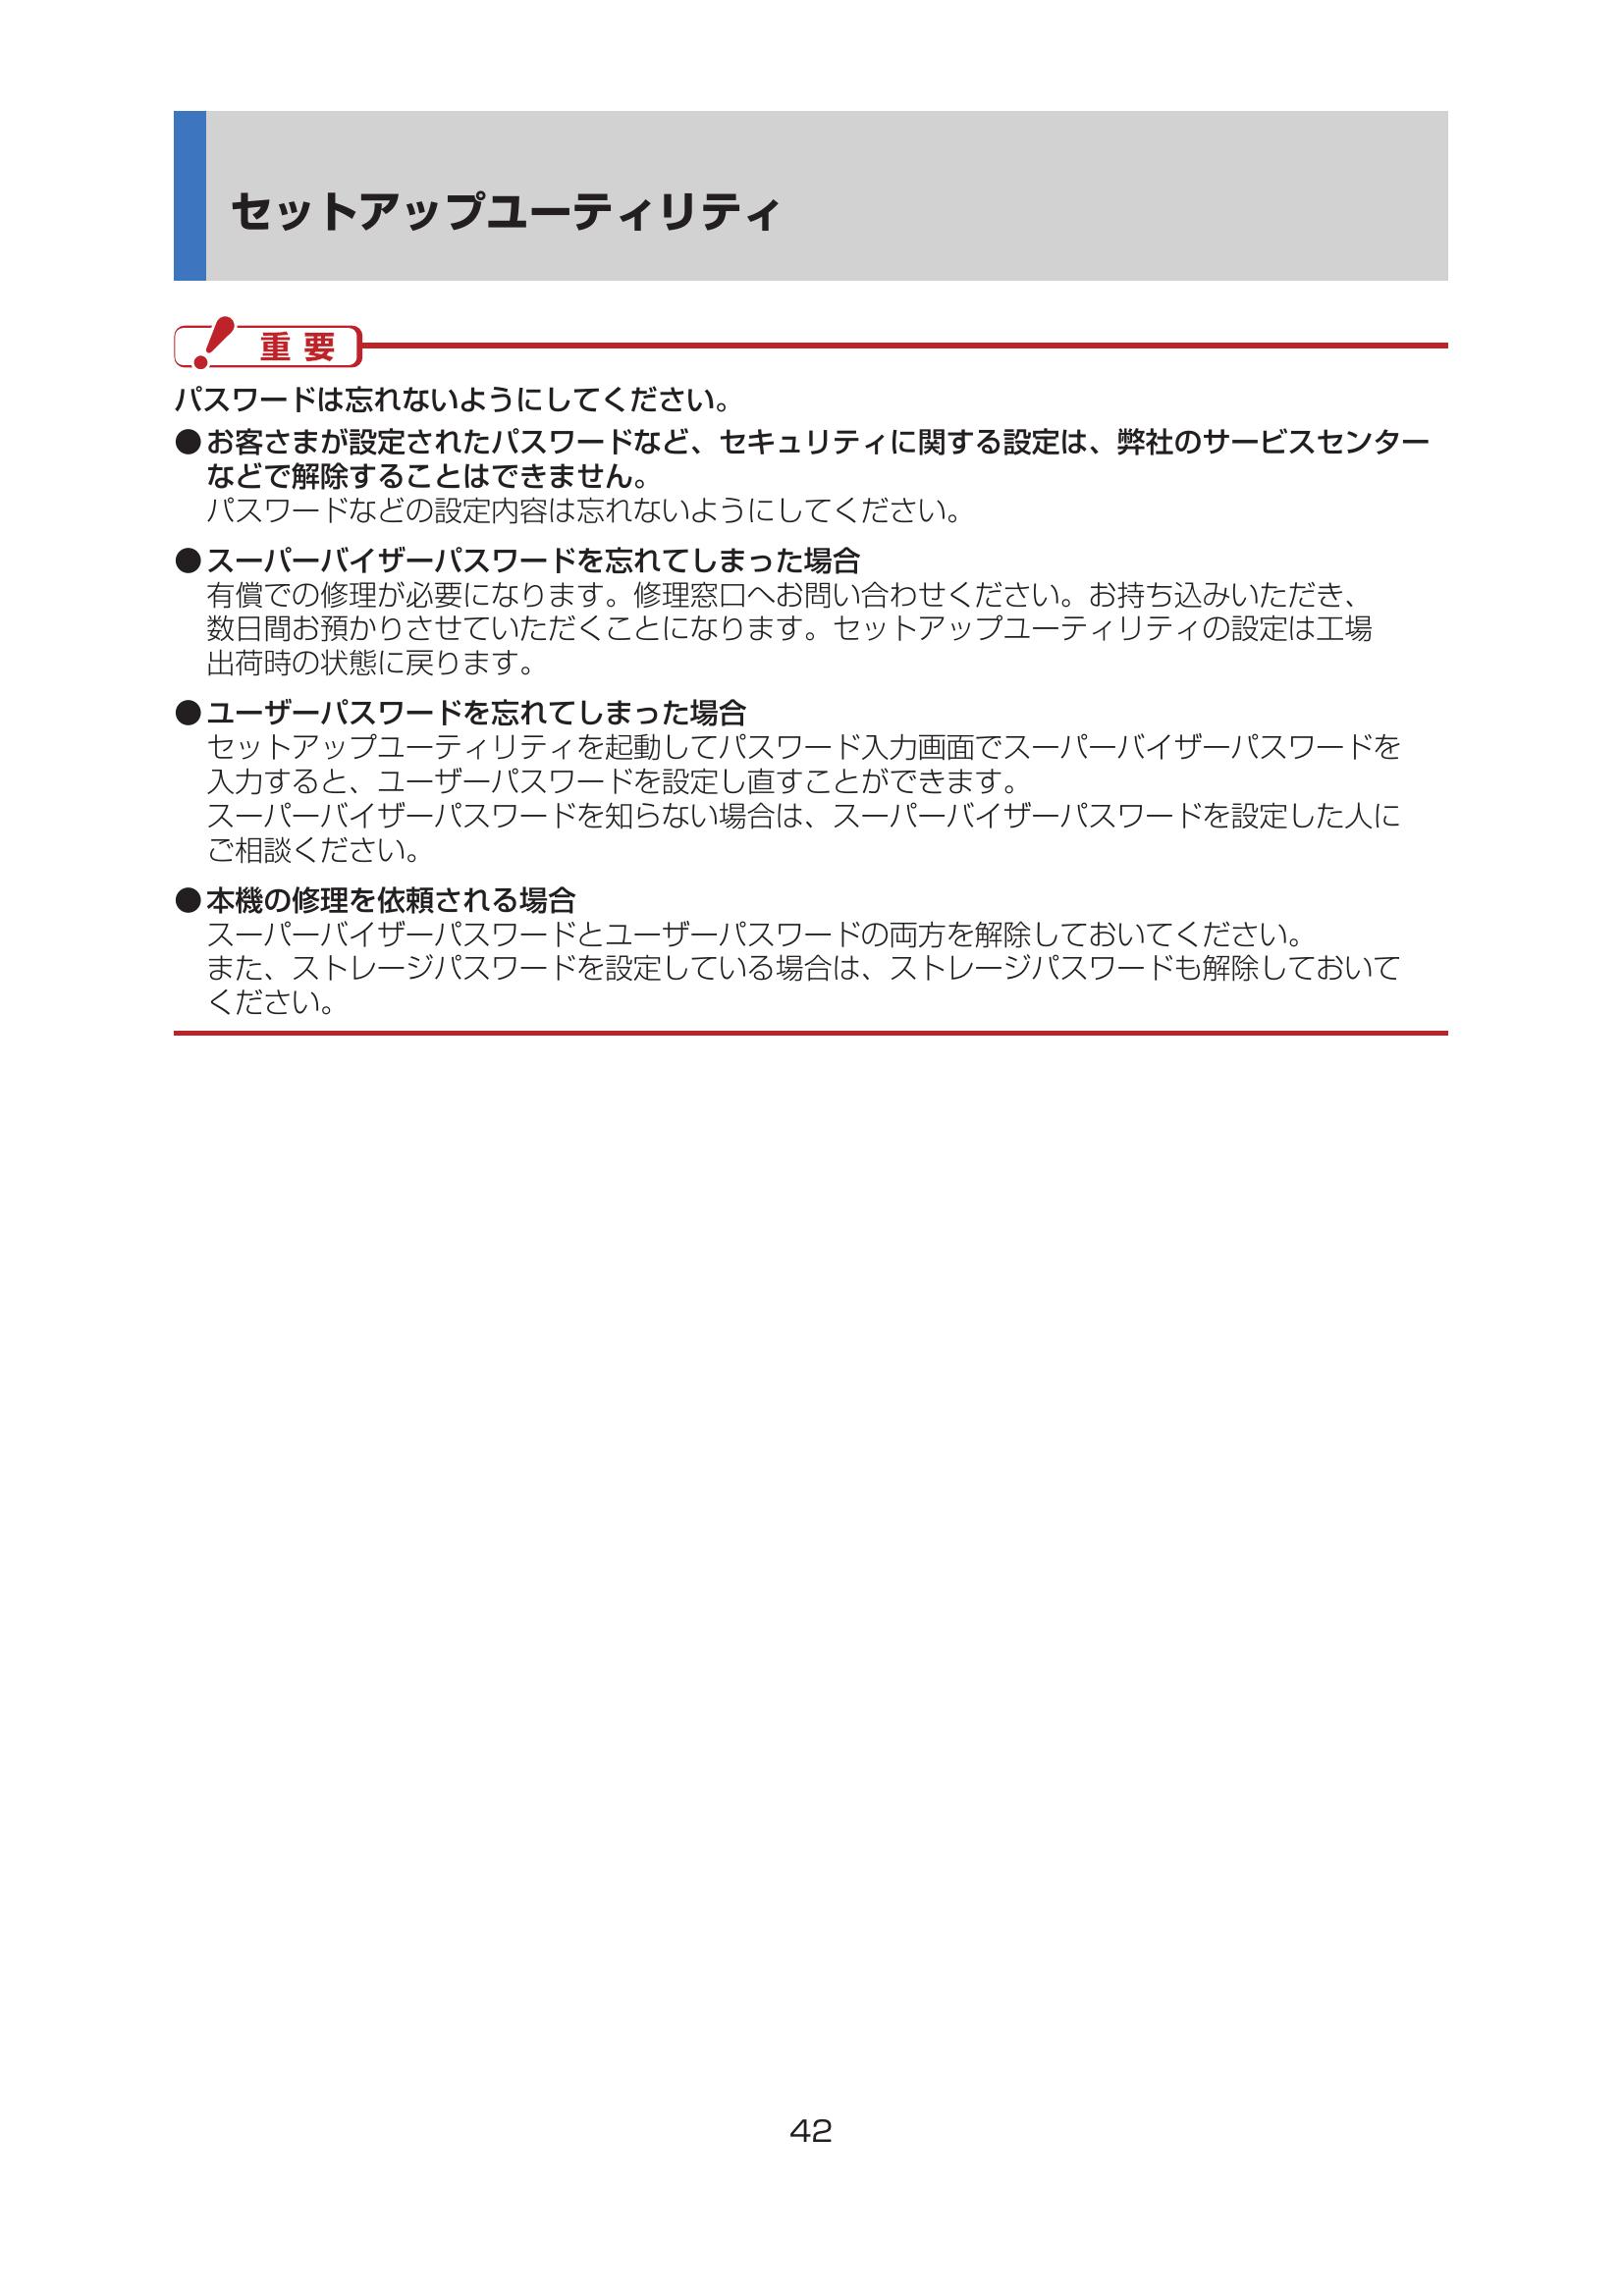 セットアップユーティリティ
重要
パスワードは忘れないようにしてください。
●お客さまが設定されたパスワードなど、セキュリティに関する設定は、弊社のサービスセンター
などで解除することはできません。
パスワードなどの設定内容は忘れないようにしてください。
●スーパーバイザーパスワードを忘れてしまった場合
有償での修理が必要になります。修理窓口へお問い合わせください。お持ち込みいただき、
数日間お預かりさせていただくことになります。セットアップユーティリティの設定は工場
出荷時の状態に戻ります。
●ユーザーパスワードを忘れてしまった場合
セットアップユーティリティを起動してパスワード入力画面でスーパーバイザーパスワードを
入力すると、ユーザーパスワードを設定し直すことができます。
スーパーバイザーパスワードを知らない場合は、スーパーバイザーパスワードを設定した人に
ご相談ください。
●本機の修理を依頼される場合
スーパーバイザーパスワードとユーザーパスワードの両方を解除しておいてください。
また、ストレージパスワードを設定している場合は、ストレージパスワードも解除しておいて
ください。
42